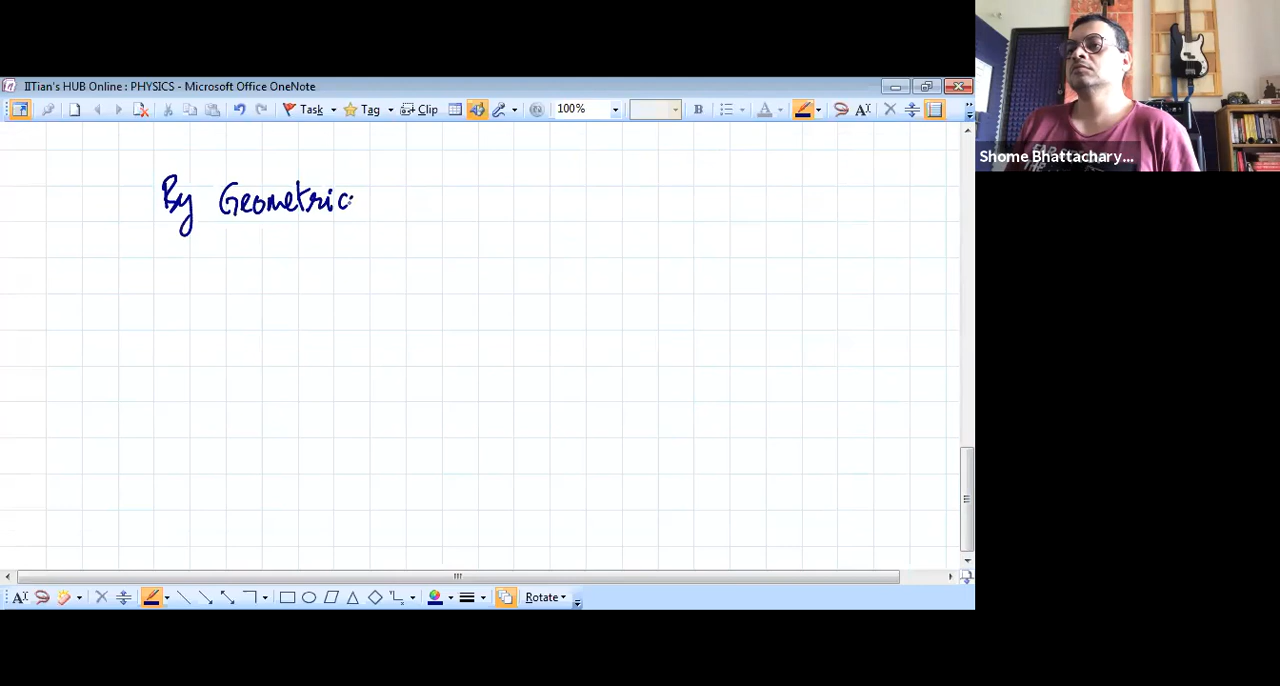 IITian's HUB Online : PHYSICS - Microsoft Office OneNote
Task Tag Clip 100% B A A
Shome Bhattachary...
By Geometric
A Rotate